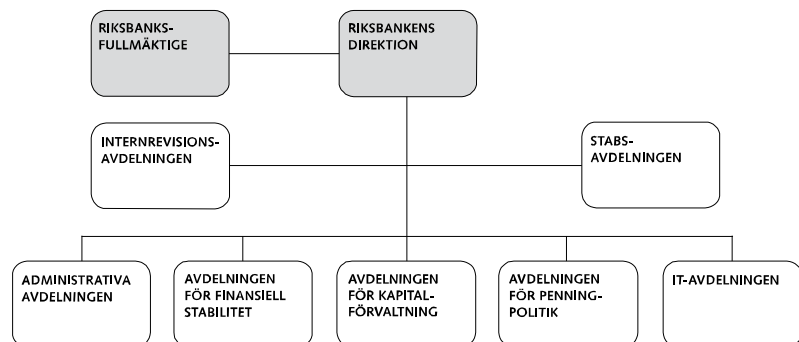 RIKSBANKS-
FULLMÄKTIGE
RIKSBANKENS
DIREKTION
INTERNREVISIONS-
AVDELNINGEN
STABS-
AVDELNINGEN
ADMINISTRATIVA
AVDELNINGEN
AVDELNINGEN
FÖR FINANSIELL
STABILITET
AVDELNINGEN
FÖR KAPITAL-
FÖRVALTNING
AVDELNINGEN
FÖR PENNING-
POLITIK
IT-AVDELNINGEN